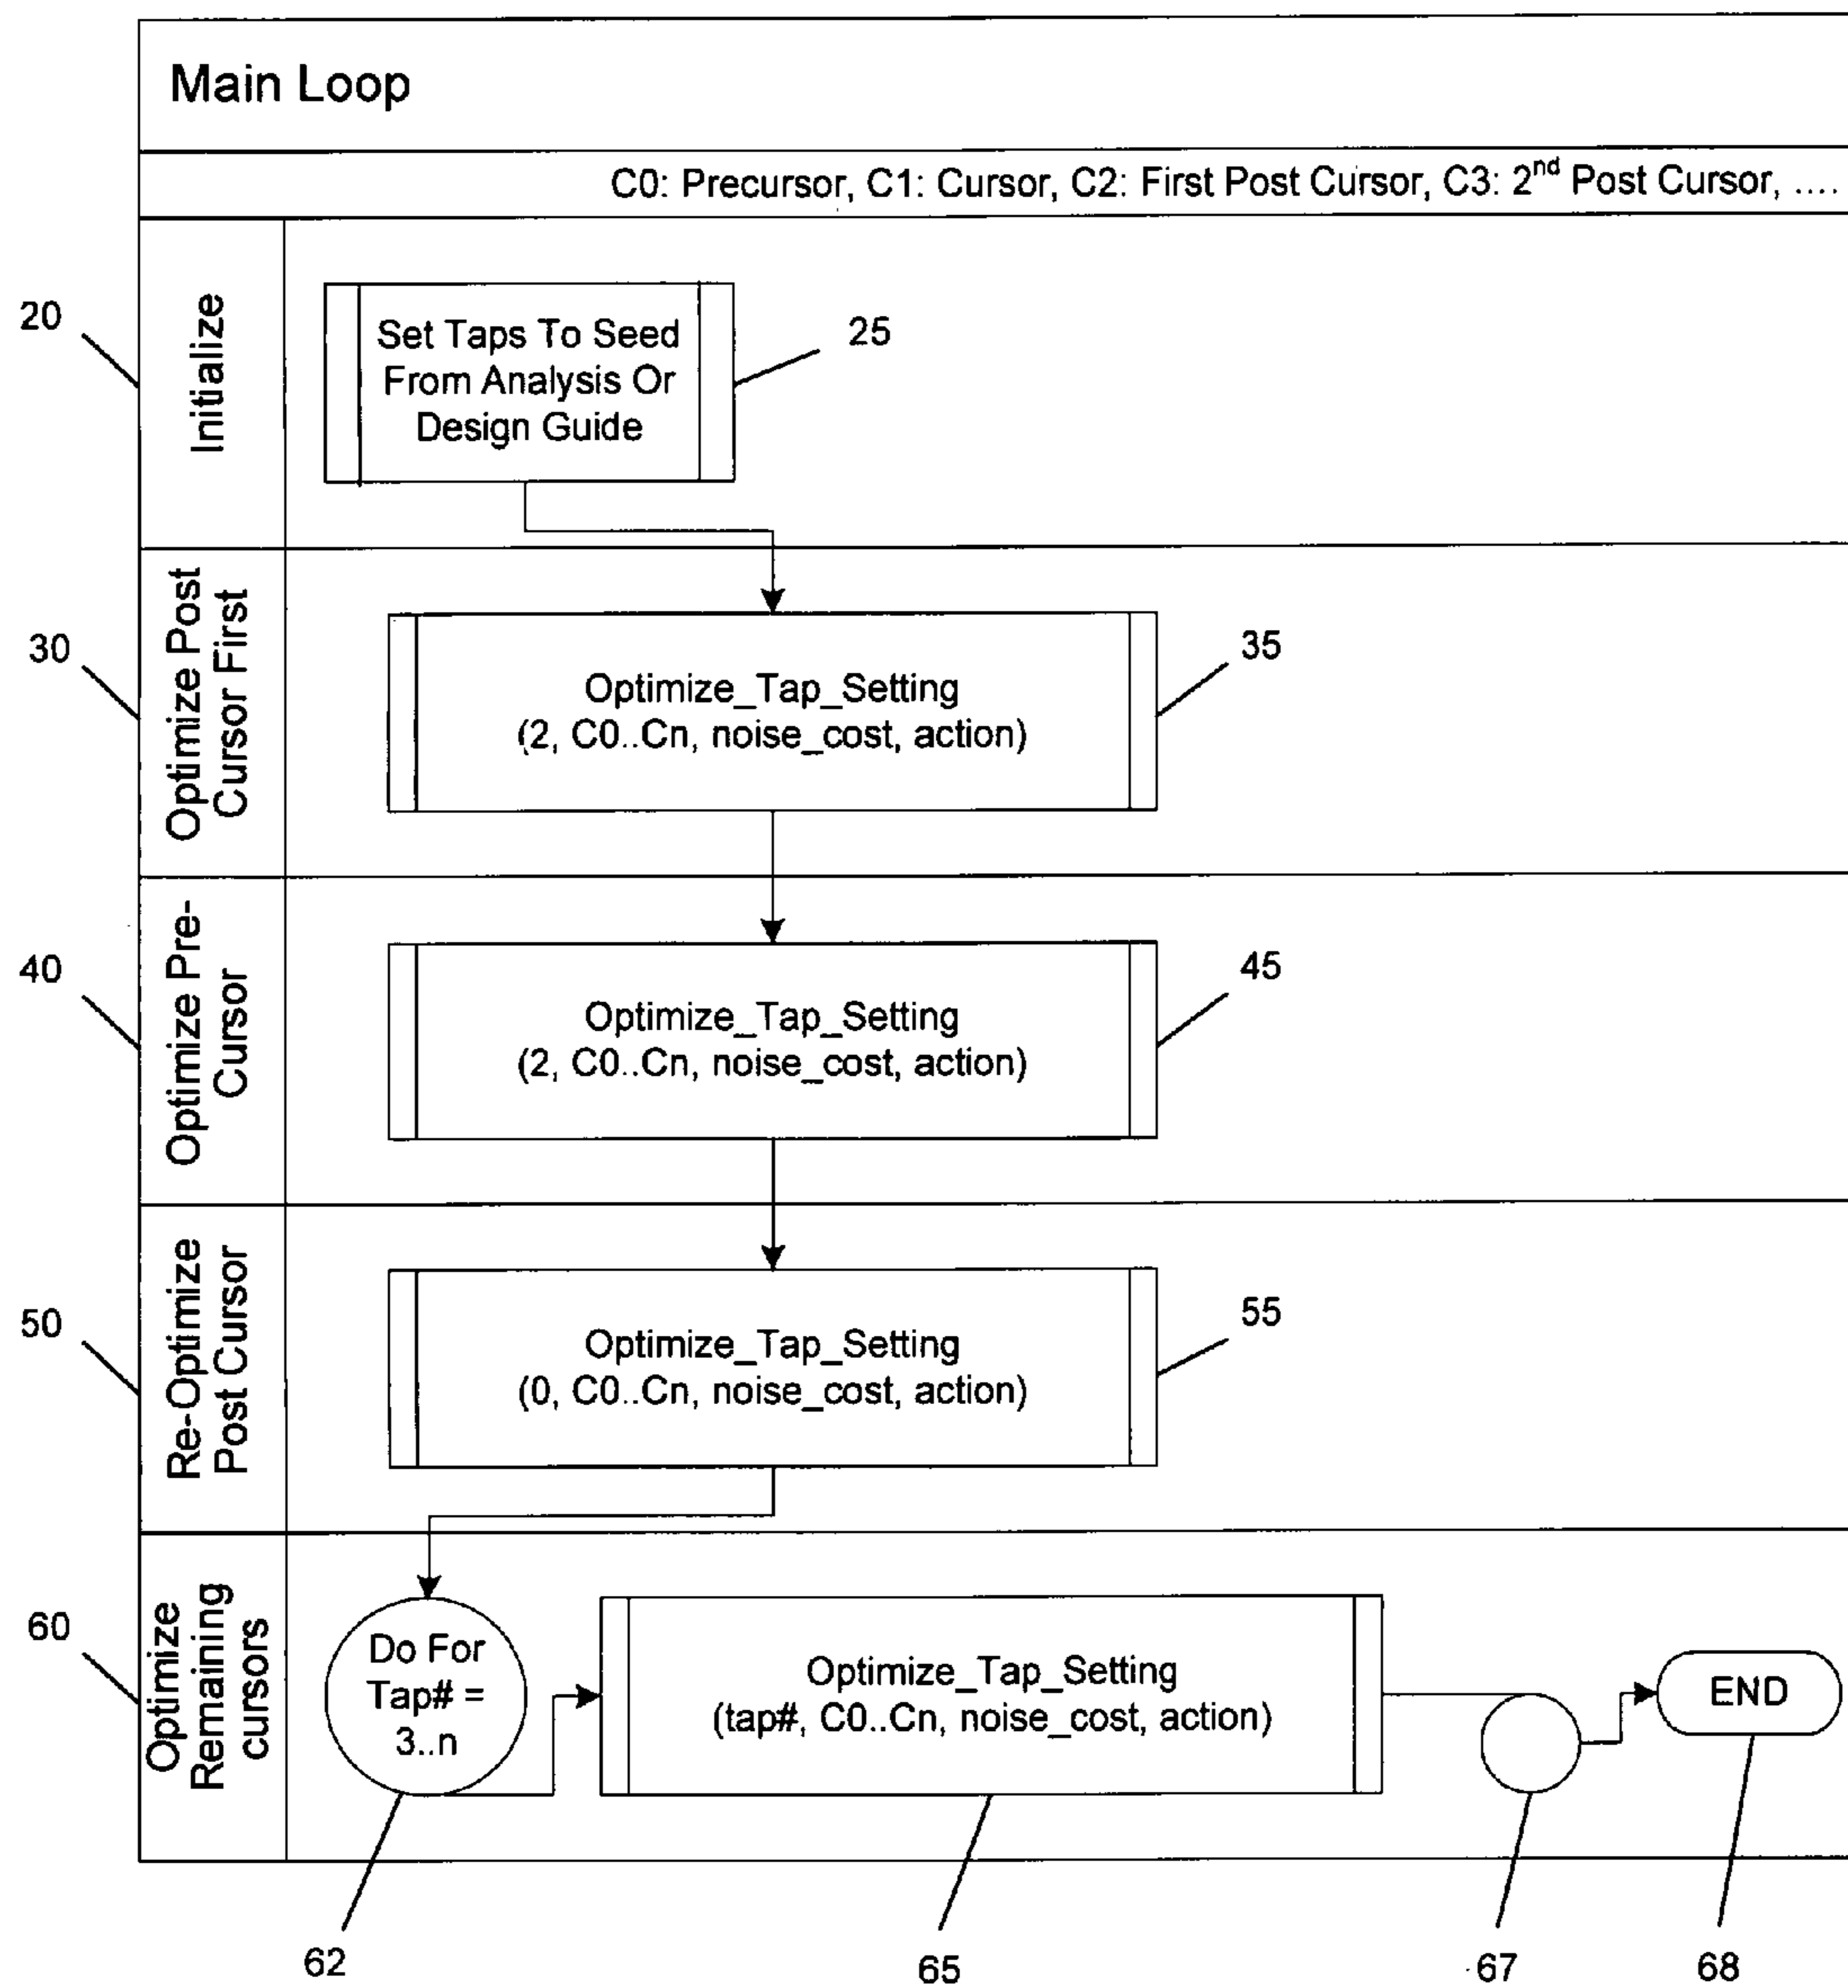 Main Loop
C0: Precursor, C1: Cursor, C2: First Post Cursor, C3: 2nd Post Cursor, ....
20
Initialize
Set Taps To Seed
From Analysis Or
Design Guide
25
30
Optimize Post
Cursor First
Optimize_Tap_Setting
(2, C0..Cn, noise_cost, action)
35
40
Optimize Pre-
Cursor
Optimize_Tap_Setting
(2, C0..Cn, noise_cost, action)
45
50
Re-Optimize
Post Cursor
Optimize_Tap_Setting
(0, C0..Cn, noise_cost, action)
55
60
Optimize
Remaining
cursors
Do For
Tap# =
3..n
Optimize_Tap_Setting
(tap#, C0..Cn, noise_cost, action)
END
62
65
67
68